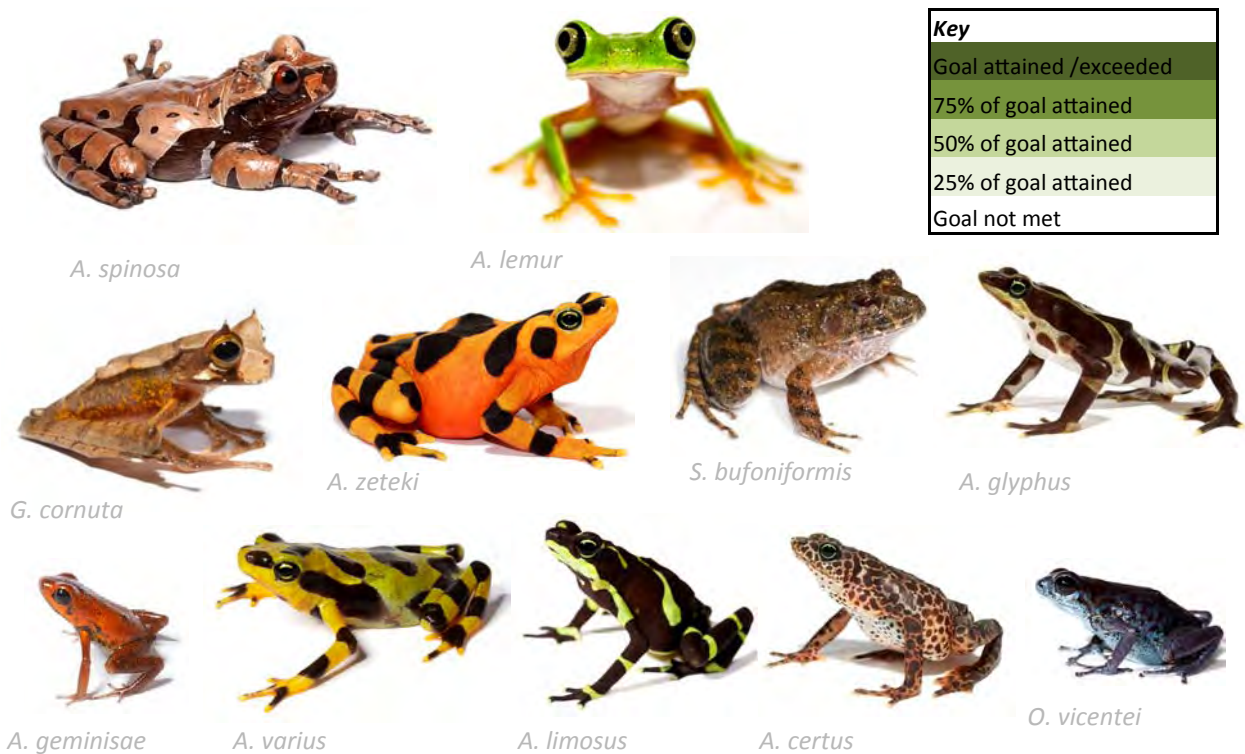 Key
Goal attained /exceeded
75% of goal attained
50% of goal attained
25% of goal attained
Goal not met
A. spinosa
A. lemur
G. cornuta
A. zeteki
S. bufoniformis
A. glyphus
A. geminisae
A. varius
A. limosus
A. certus
O. vicentei